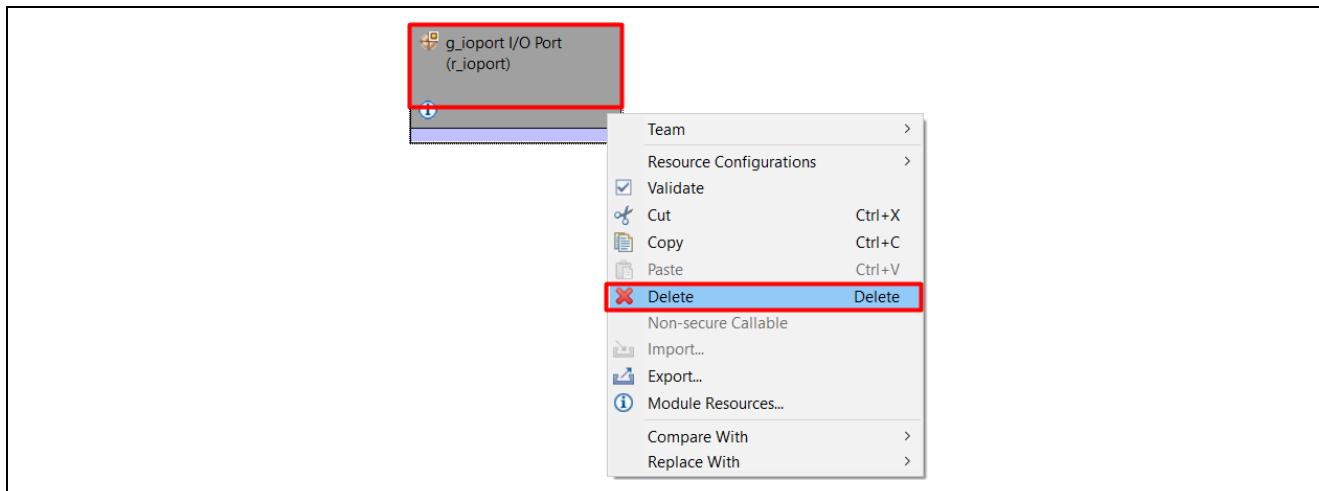 g_ioport I/O Port
(r_ioport)
Team
Resource Configurations
Validate
Cut Ctrl+X
Copy Ctrl+C
Paste Ctrl+V
Delete Delete
Non-secure Callable
Import...
Export...
Module Resources...
Compare With
Replace With